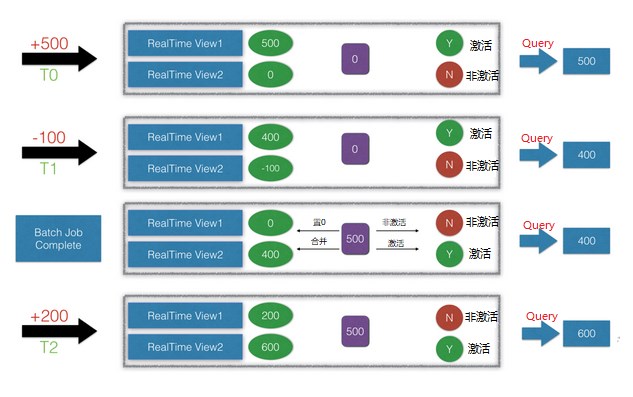 +500
T0
RealTime View1
500
RealTime View2
0
0
Y
激活
N
非激活
Query
500
-100
T1
RealTime View1
400
RealTime View2
-100
0
Y
激活
N
非激活
Query
400
Batch Job
Complete
RealTime View1
0
置0
非激活
RealTime View2
400
合并
激活
500
N
非激活
Y
激活
Query
400
+200
T2
RealTime View1
200
RealTime View2
600
500
N
非激活
Y
激活
Query
600